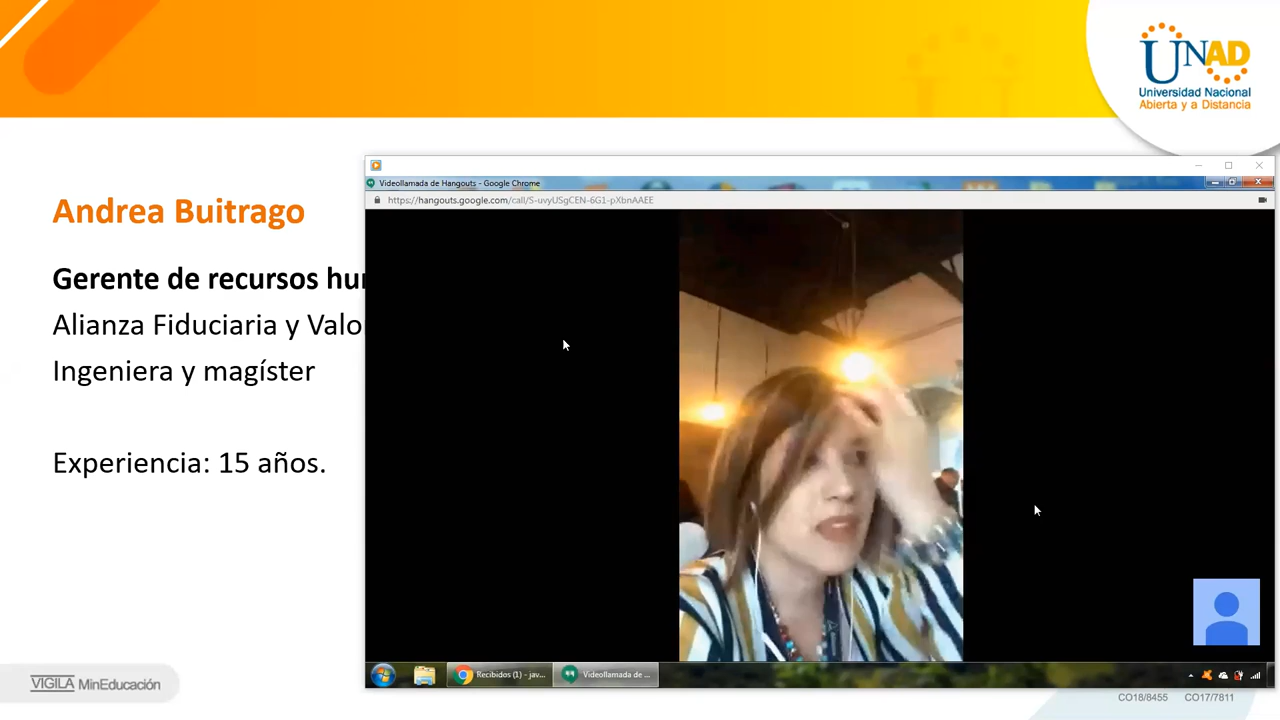 UNAD
Universidad Nacional
Abierta y a Distancia
Videollamada de Hangouts - Google Chrome
https://hangouts.google.com/call/S-uvyUSgCEN-6G1-pXbnAAEE
Andrea Buitrago
Gerente de recursos hu
Alianza Fiduciaria y Valo
Ingeniera y magíster
Experiencia: 15 años.
Recibidos (1) - jav...
Videollamada de ...
VIGILA MinEducación
CO18/8455 CO17/7811